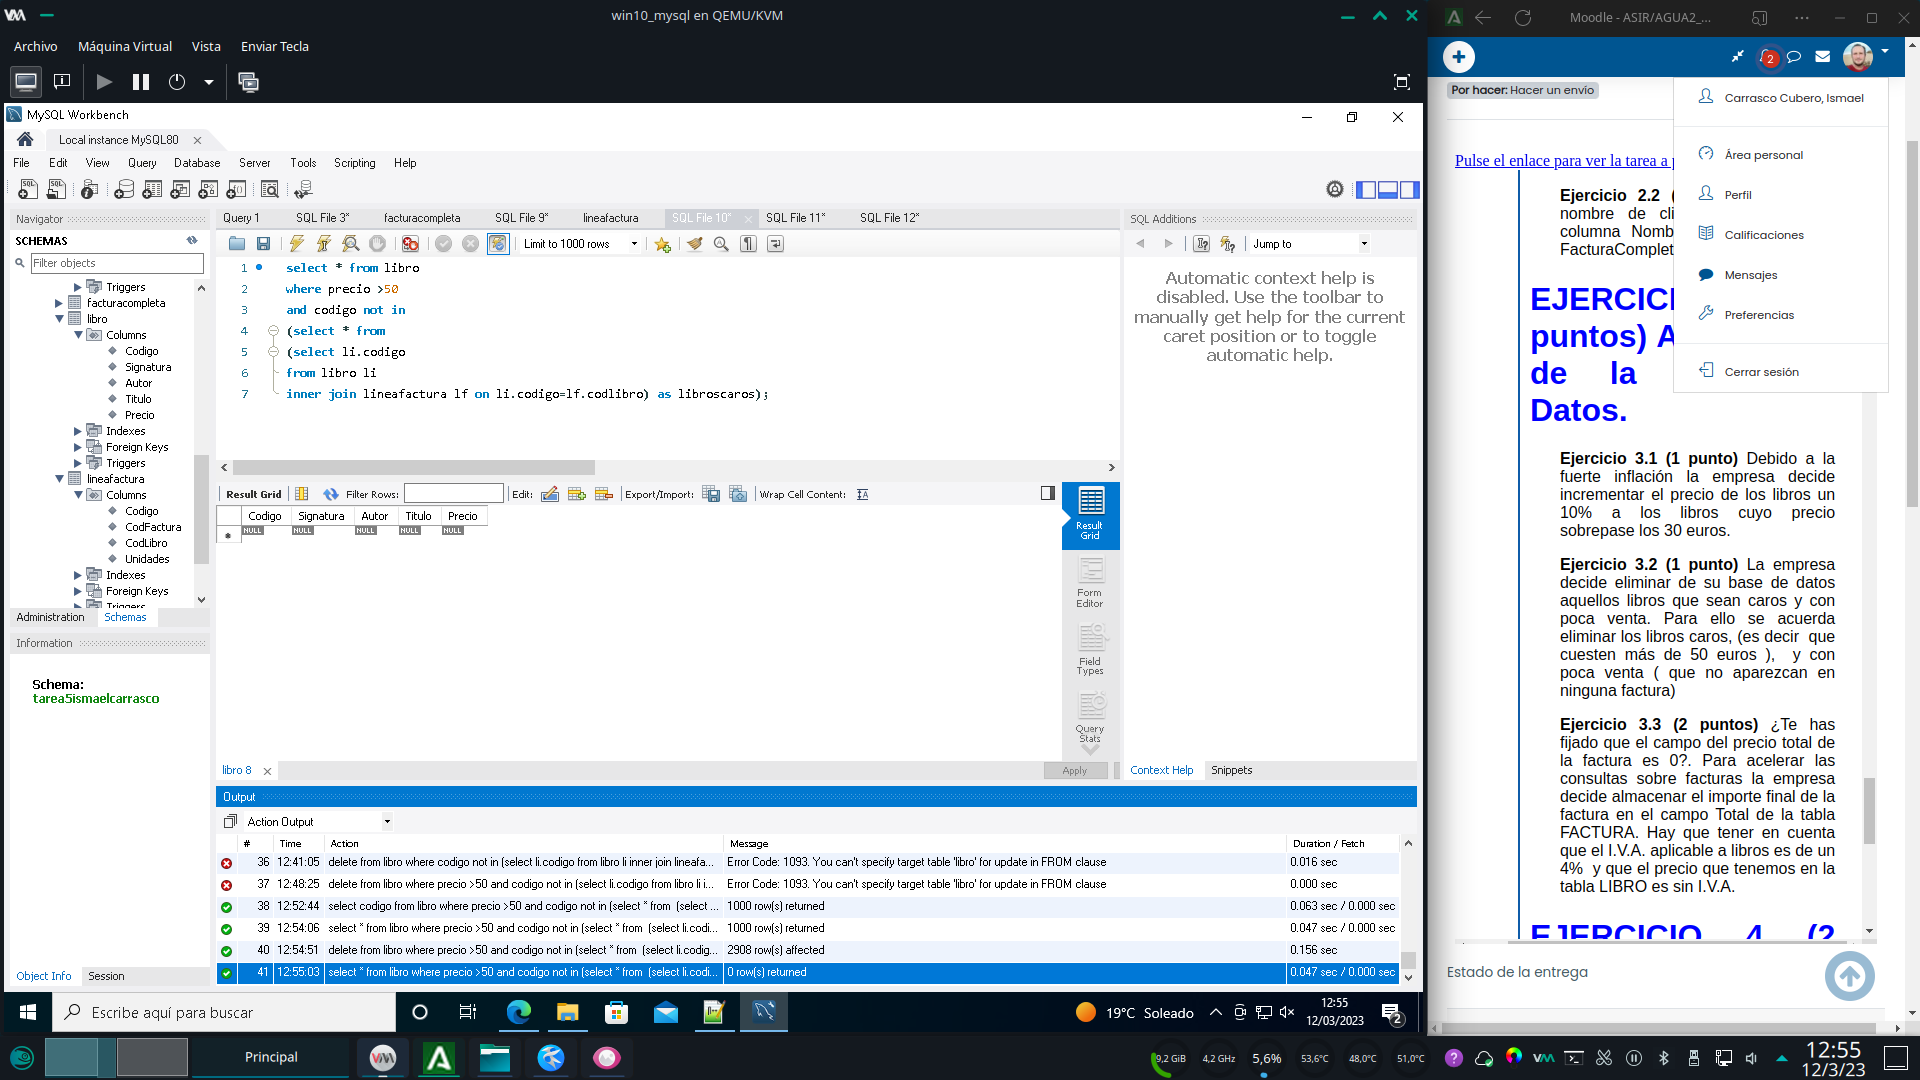 win10_mysql en QEMU/KVM
Archivo Máquina Virtual Vista Enviar Tecla
MySQL Workbench
Local instance MySQL80
File Edit View Query Database Server Tools Scripting Help
Navigator
SCHEMAS
Filter objects
Triggers
facturacompleta
libro
Columns
Codigo
Signatura
Autor
Titulo
Precio
Indexes
Foreign Keys
Triggers
lineafactura
Columns
Codigo
CodFactura
CodLibro
Unidades
Indexes
Foreign Keys
Triggers
Administration Schemas
Information
Schema:
tarea5ismaelcarrasco
Object Info Session
Query 1 SQL File 3* facturacompleta SQL File 9* lineafactura SQL File 10* SQL File 11* SQL File 12*
Limit to 1000 rows
1 select * from libro
2 where precio >50
3 and codigo not in
4 (select * from
5 (select li.codigo
6 from libro li
7 inner join lineafactura lf on li.codigo=lf.codlibro) as libroscaros);
Result Grid Filter Rows: Edit: Export/Import: Wrap Cell Content:
Codigo Signatura Autor Titulo Precio
NULL NULL NULL NULL NULL
Result Grid
Form Editor
Field Types
Query Stats
libro 8
Apply
SQL Additions
Jump to
Automatic context help is
disabled. Use the toolbar to
manually get help for the current
caret position or to toggle
automatic help.
Context Help Snippets
Output
Action Output
# Time Action Message Duration / Fetch
36 12:41:05 delete from libro where codigo not in (select li.codigo from libro li inner join lineafa... Error Code: 1093. You can't specify target table 'libro' for update in FROM clause 0.016 sec
37 12:48:25 delete from libro where precio >50 and codigo not in (select li.codigo from libro li i... Error Code: 1093. You can't specify target table 'libro' for update in FROM clause 0.000 sec
38 12:52:44 select codigo from libro where precio >50 and codigo not in (select * from (select ... 1000 row(s) returned 0.063 sec / 0.000 sec
39 12:54:06 select * from libro where precio >50 and codigo not in (select * from (select li.codi... 1000 row(s) returned 0.047 sec / 0.000 sec
40 12:54:51 delete from libro where precio >50 and codigo not in (select * from (select li.codig... 2908 row(s) affected 0.156 sec
41 12:55:03 select * from libro where precio >50 and codigo not in (select * from (select li.codi... 0 row(s) returned 0.047 sec / 0.000 sec
Escribe aquí para buscar
19°C Soleado
12:55
12/03/2023
2
Moodle - ASIR/AGUA2_...
2
Por hacer: Hacer un envío
Carrasco Cubero, Ismael
Área personal
Perfil
Calificaciones
Mensajes
Preferencias
Cerrar sesión
Pulse el enlace para ver la tarea a
Ejercicio 2.2 (
nombre de cli
columna Nomb
FacturaComplet
EJERCICI
puntos) A
de la
Datos.
Ejercicio 3.1 (1 punto) Debido a la
fuerte inflación la empresa decide
incrementar el precio de los libros un
10% a los libros cuyo precio
sobrepase los 30 euros.
Ejercicio 3.2 (1 punto) La empresa
decide eliminar de su base de datos
aquellos libros que sean caros y con
poca venta. Para ello se acuerda
eliminar los libros caros, (es decir que
cuesten más de 50 euros ), y con
poca venta ( que no aparezcan en
ninguna factura)
Ejercicio 3.3 (2 puntos) ¿Te has
fijado que el campo del precio total de
la factura es 0?. Para acelerar las
consultas sobre facturas la empresa
decide almacenar el importe final de la
factura en el campo Total de la tabla
FACTURA. Hay que tener en cuenta
que el I.V.A. aplicable a libros es de un
4% y que el precio que tenemos en la
tabla LIBRO es sin I.V.A.
EJERCICIO 4 (2
Estado de la entrega
Principal
9,2 GiB 4,2 GHz 5,6% 53,6°C 48,0°C 51,0°C
12:55
12/3/23